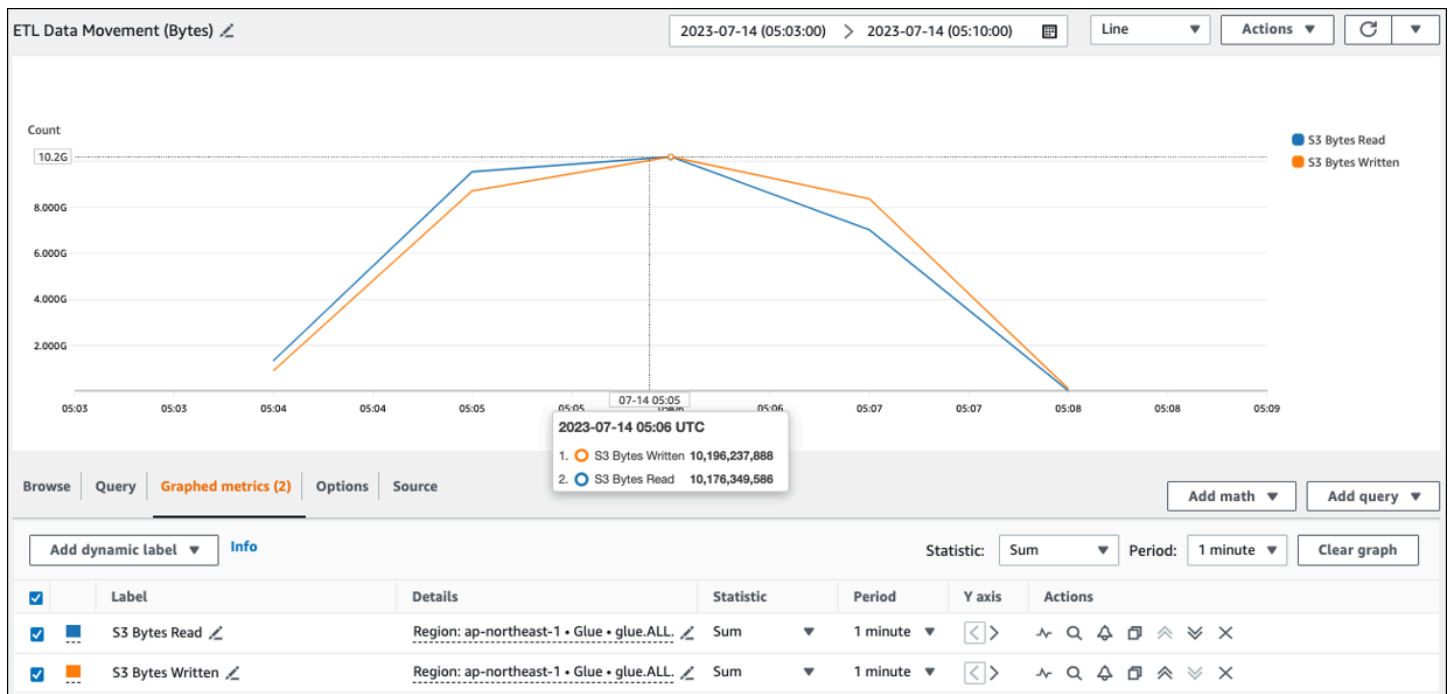 ETL Data Movement (Bytes)
2023-07-14 (05:03:00) > 2023-07-14 (05:10:00)
Line
Actions
Count
10.2G
8.000G
6.000G
4.000G
2.000G
S3 Bytes Read
S3 Bytes Written
05:03 05:03 05:04 05:04 05:05 05:05 05:06 05:06 05:07 05:07 05:08 05:08 05:09
07-14 05:05
2023-07-14 05:06 UTC
1. S3 Bytes Written 10,196,237,888
2. S3 Bytes Read 10,176,349,586
Browse Query Graphed metrics (2) Options Source
Add math Add query
Add dynamic label Info Statistic: Sum Period: 1 minute Clear graph
Label Details Statistic Period Y axis Actions
S3 Bytes Read Region: ap-northeast-1 • Glue • glue.ALL. Sum 1 minute < >
S3 Bytes Written Region: ap-northeast-1 • Glue • glue.ALL. Sum 1 minute < >